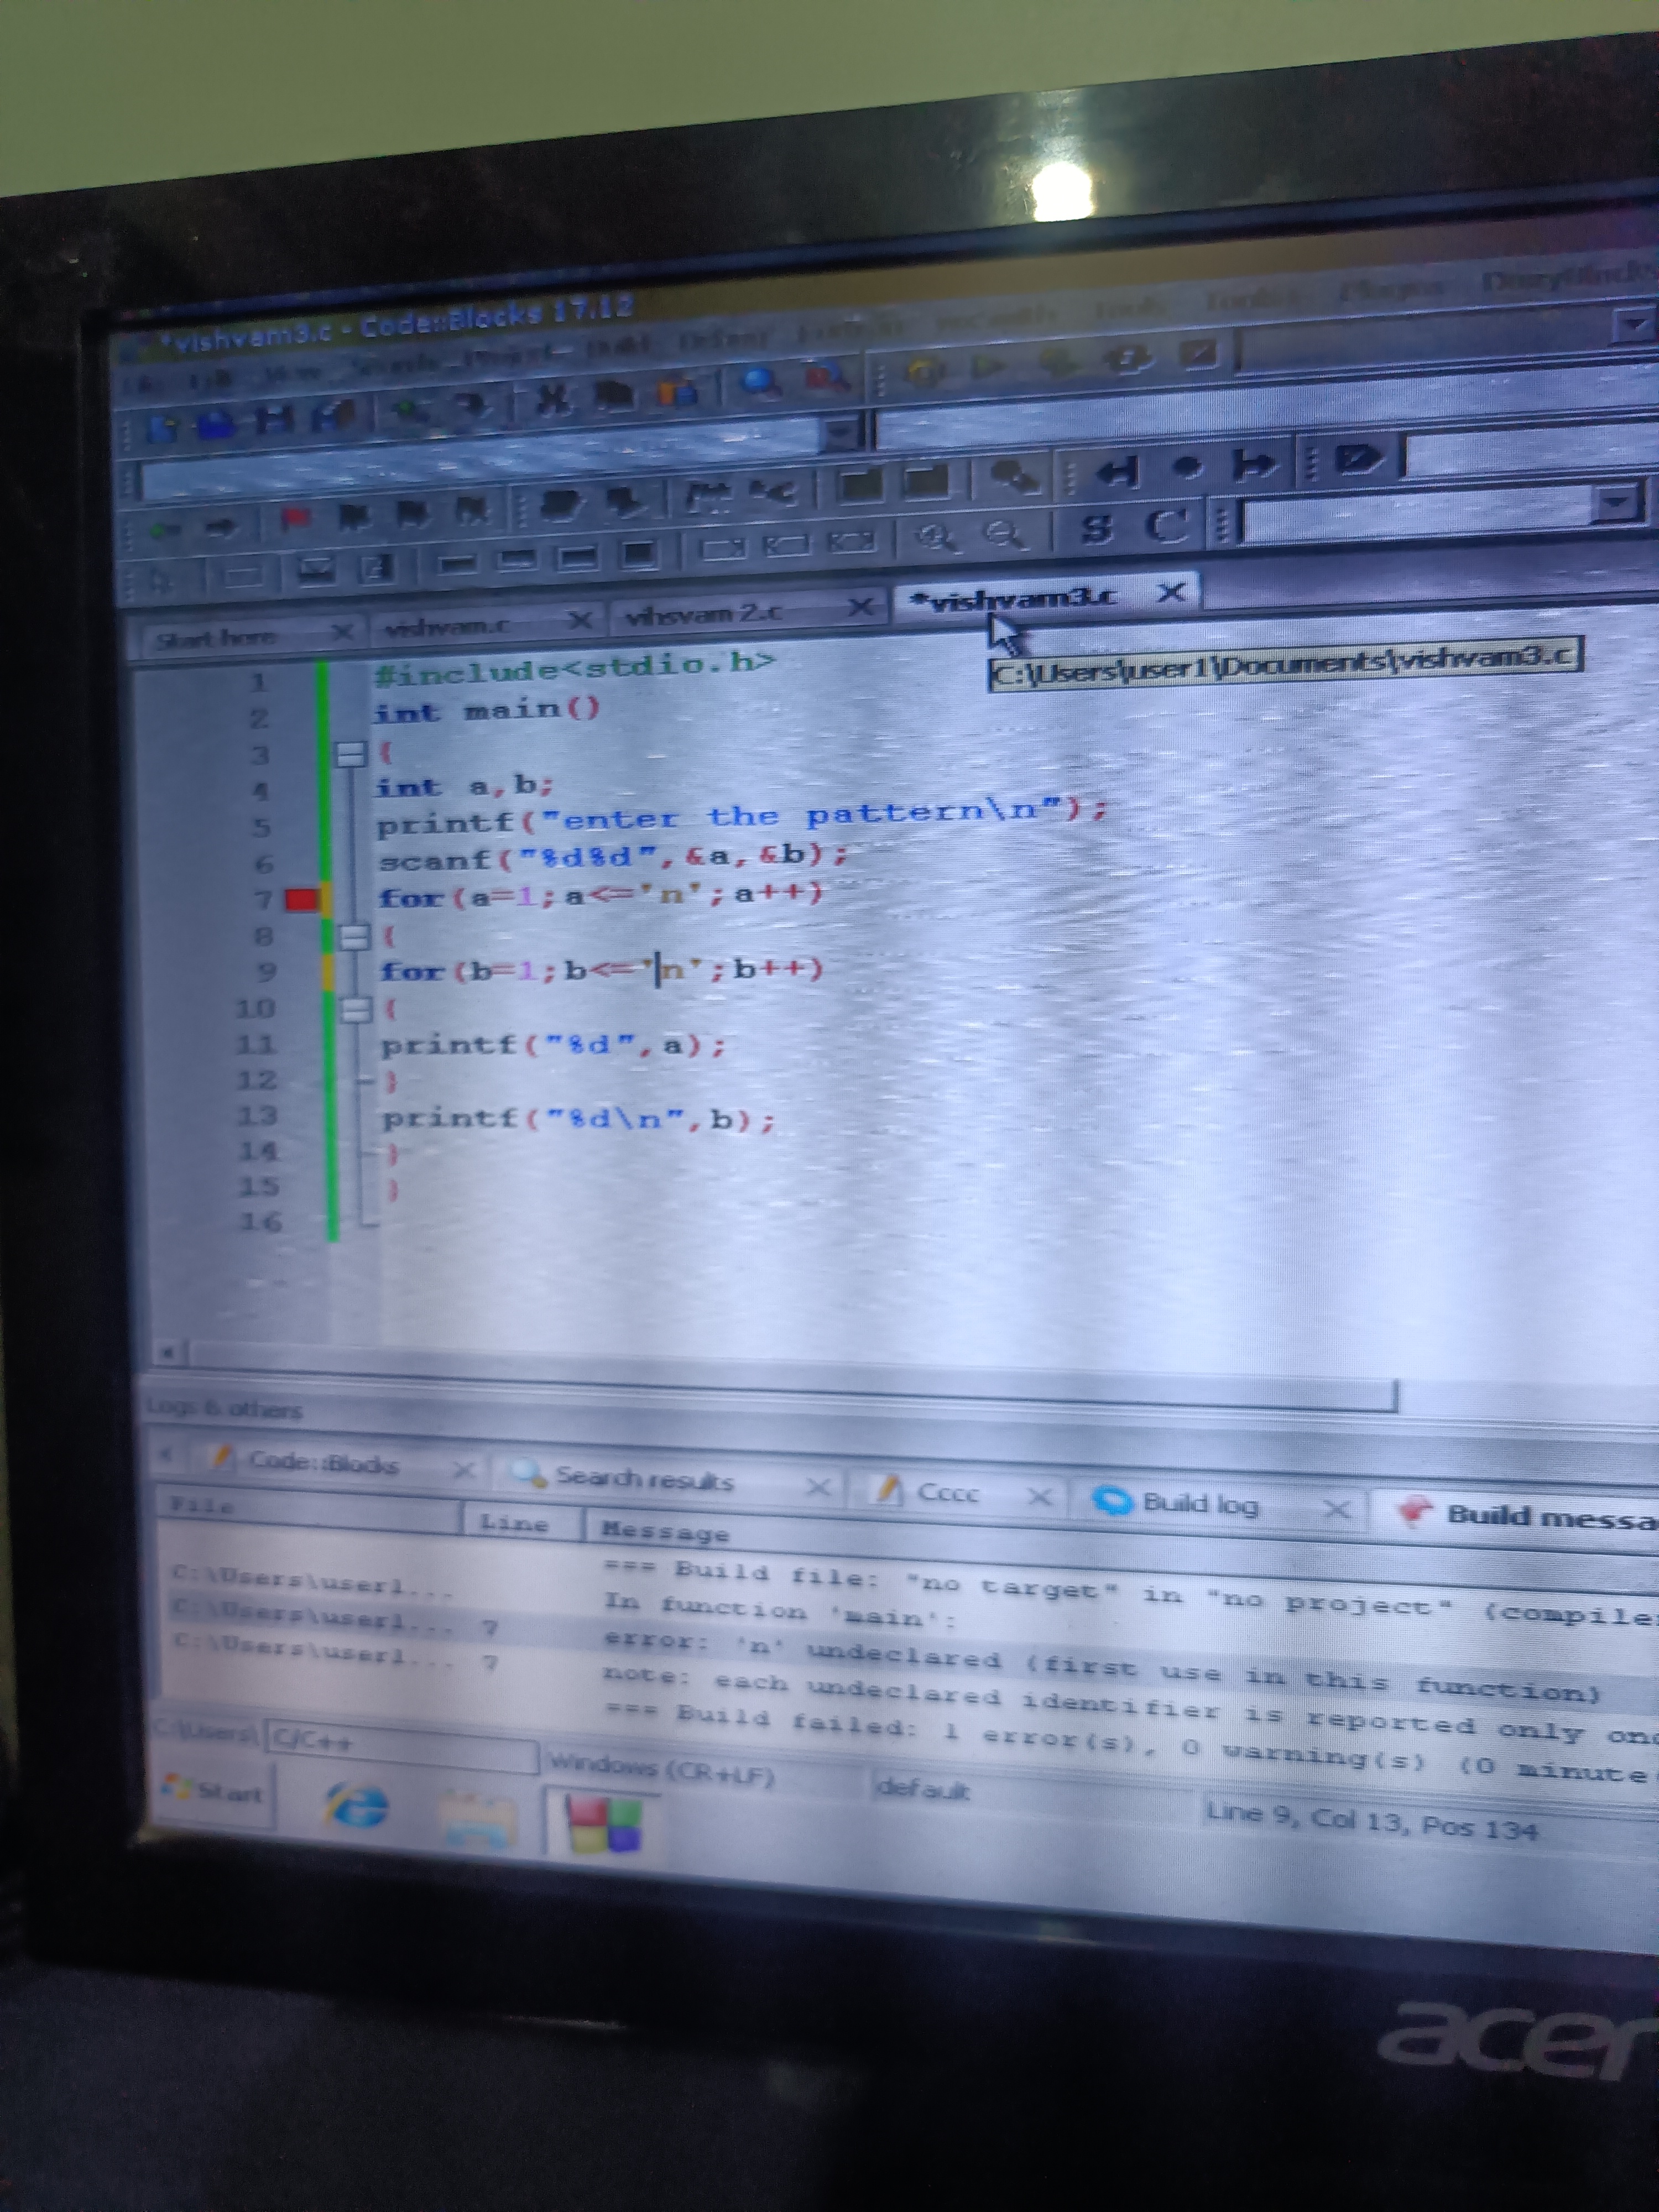 *vishvam3.c - Code::Blocks 17.12
Tools Plugins DoxyBlocks
S C
Start here vishvam.c vihsvam 2.c *vishvam3.c
C:\Users\user1\Documents\vishvam3.c
1 #include<stdio.h>
2 int main()
3 {
4 int a,b;
5 printf("enter the pattern\n");
6 scanf("%d%d",&a,&b);
7 for(a=1;a<='n';a++)
8 {
9 for(b=1;b<='n';b++)
10 {
11 printf("%d",a);
12 }
13 printf("%d\n",b);
14 }
15 }
16
Logs & others
Code::Blocks Search results Cccc Build log Build messa
File Line Message
=== Build file: "no target" in "no project" (compile
C:\Users\user1... In function 'main':
C:\Users\user1... 7 error: 'n' undeclared (first use in this function)
C:\Users\user1... 7 note: each undeclared identifier is reported only onc
=== Build failed: 1 error(s), 0 warning(s) (0 minute
C:\Users\ C/C++ Windows (CR+LF) default Line 9, Col 13, Pos 134
Start
acer